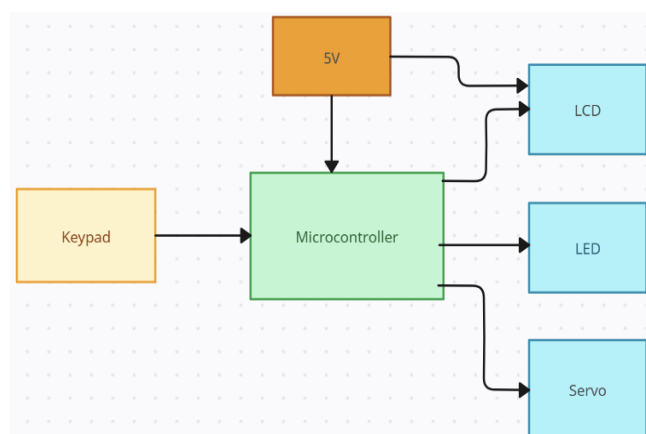 5V
LCD
Keypad
Microcontroller
LED
Servo